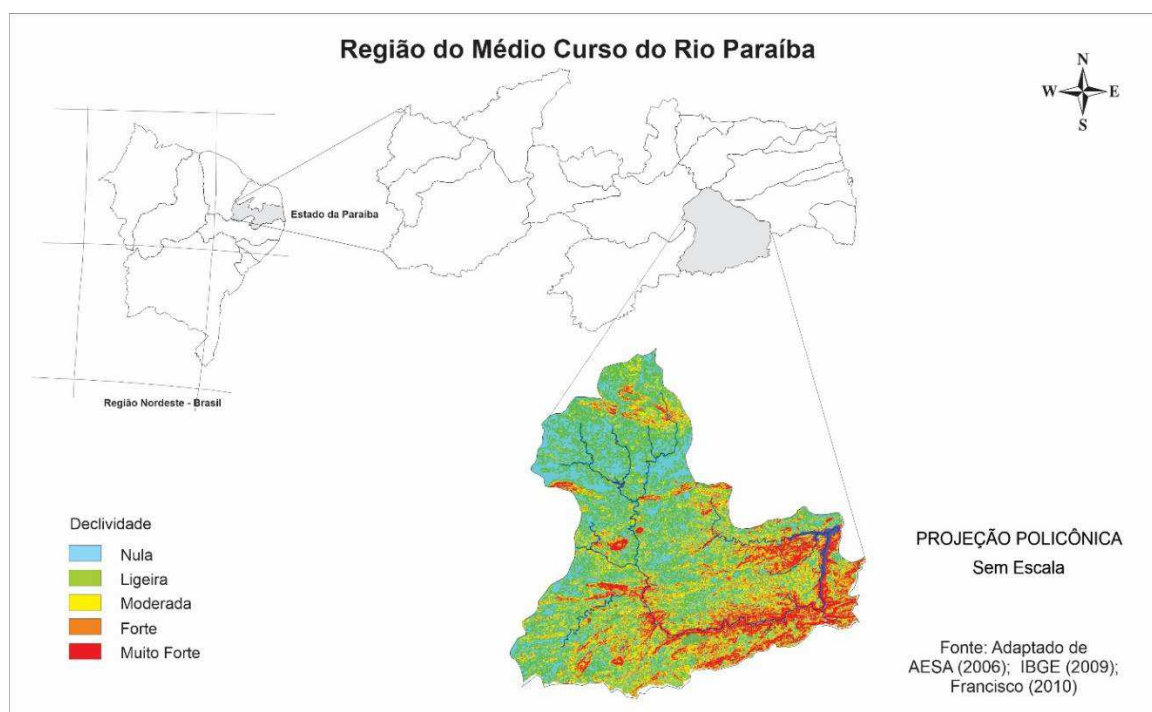 Região do Médio Curso do Rio Paraíba
N
W E
S
Estado da Paraíba
Região Nordeste - Brasil
Declividade
Nula
Ligeira
Moderada
Forte
Muito Forte
PROJEÇÃO POLICÔNICA
Sem Escala
Fonte: Adaptado de
AESA (2006); IBGE (2009);
Francisco (2010)